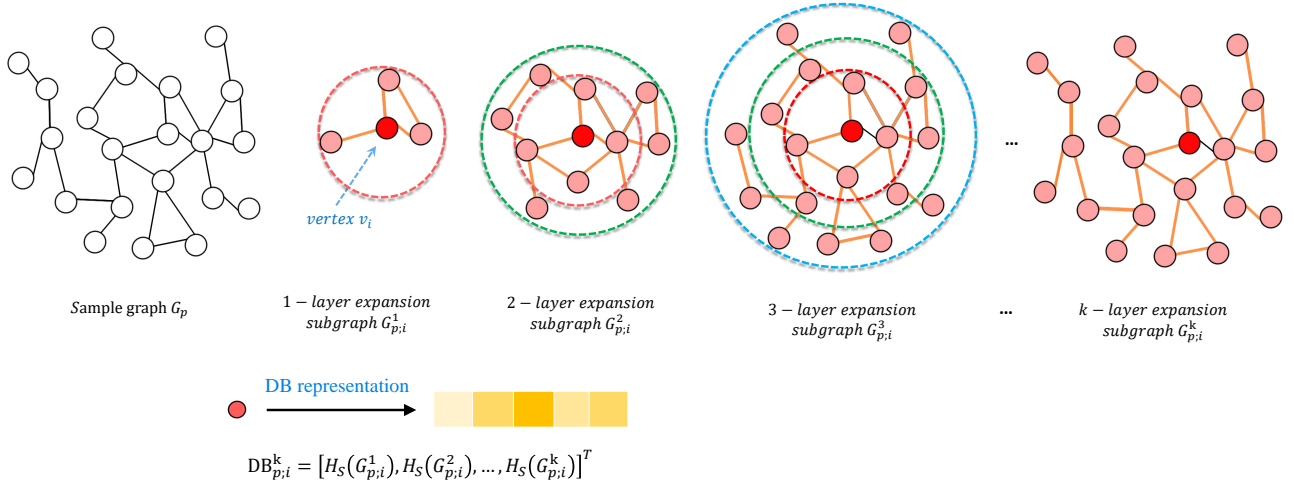 ...
vertex v_i
Sample graph G_p
1 − layer expansion
subgraph G^1_{p;i}
2 − layer expansion
subgraph G^2_{p;i}
3 − layer expansion
subgraph G^3_{p;i}
...
k − layer expansion
subgraph G^k_{p;i}
DB representation
DB^k_{p;i} = [H_S(G^1_{p;i}), H_S(G^2_{p;i}), … , H_S(G^k_{p;i})]^T